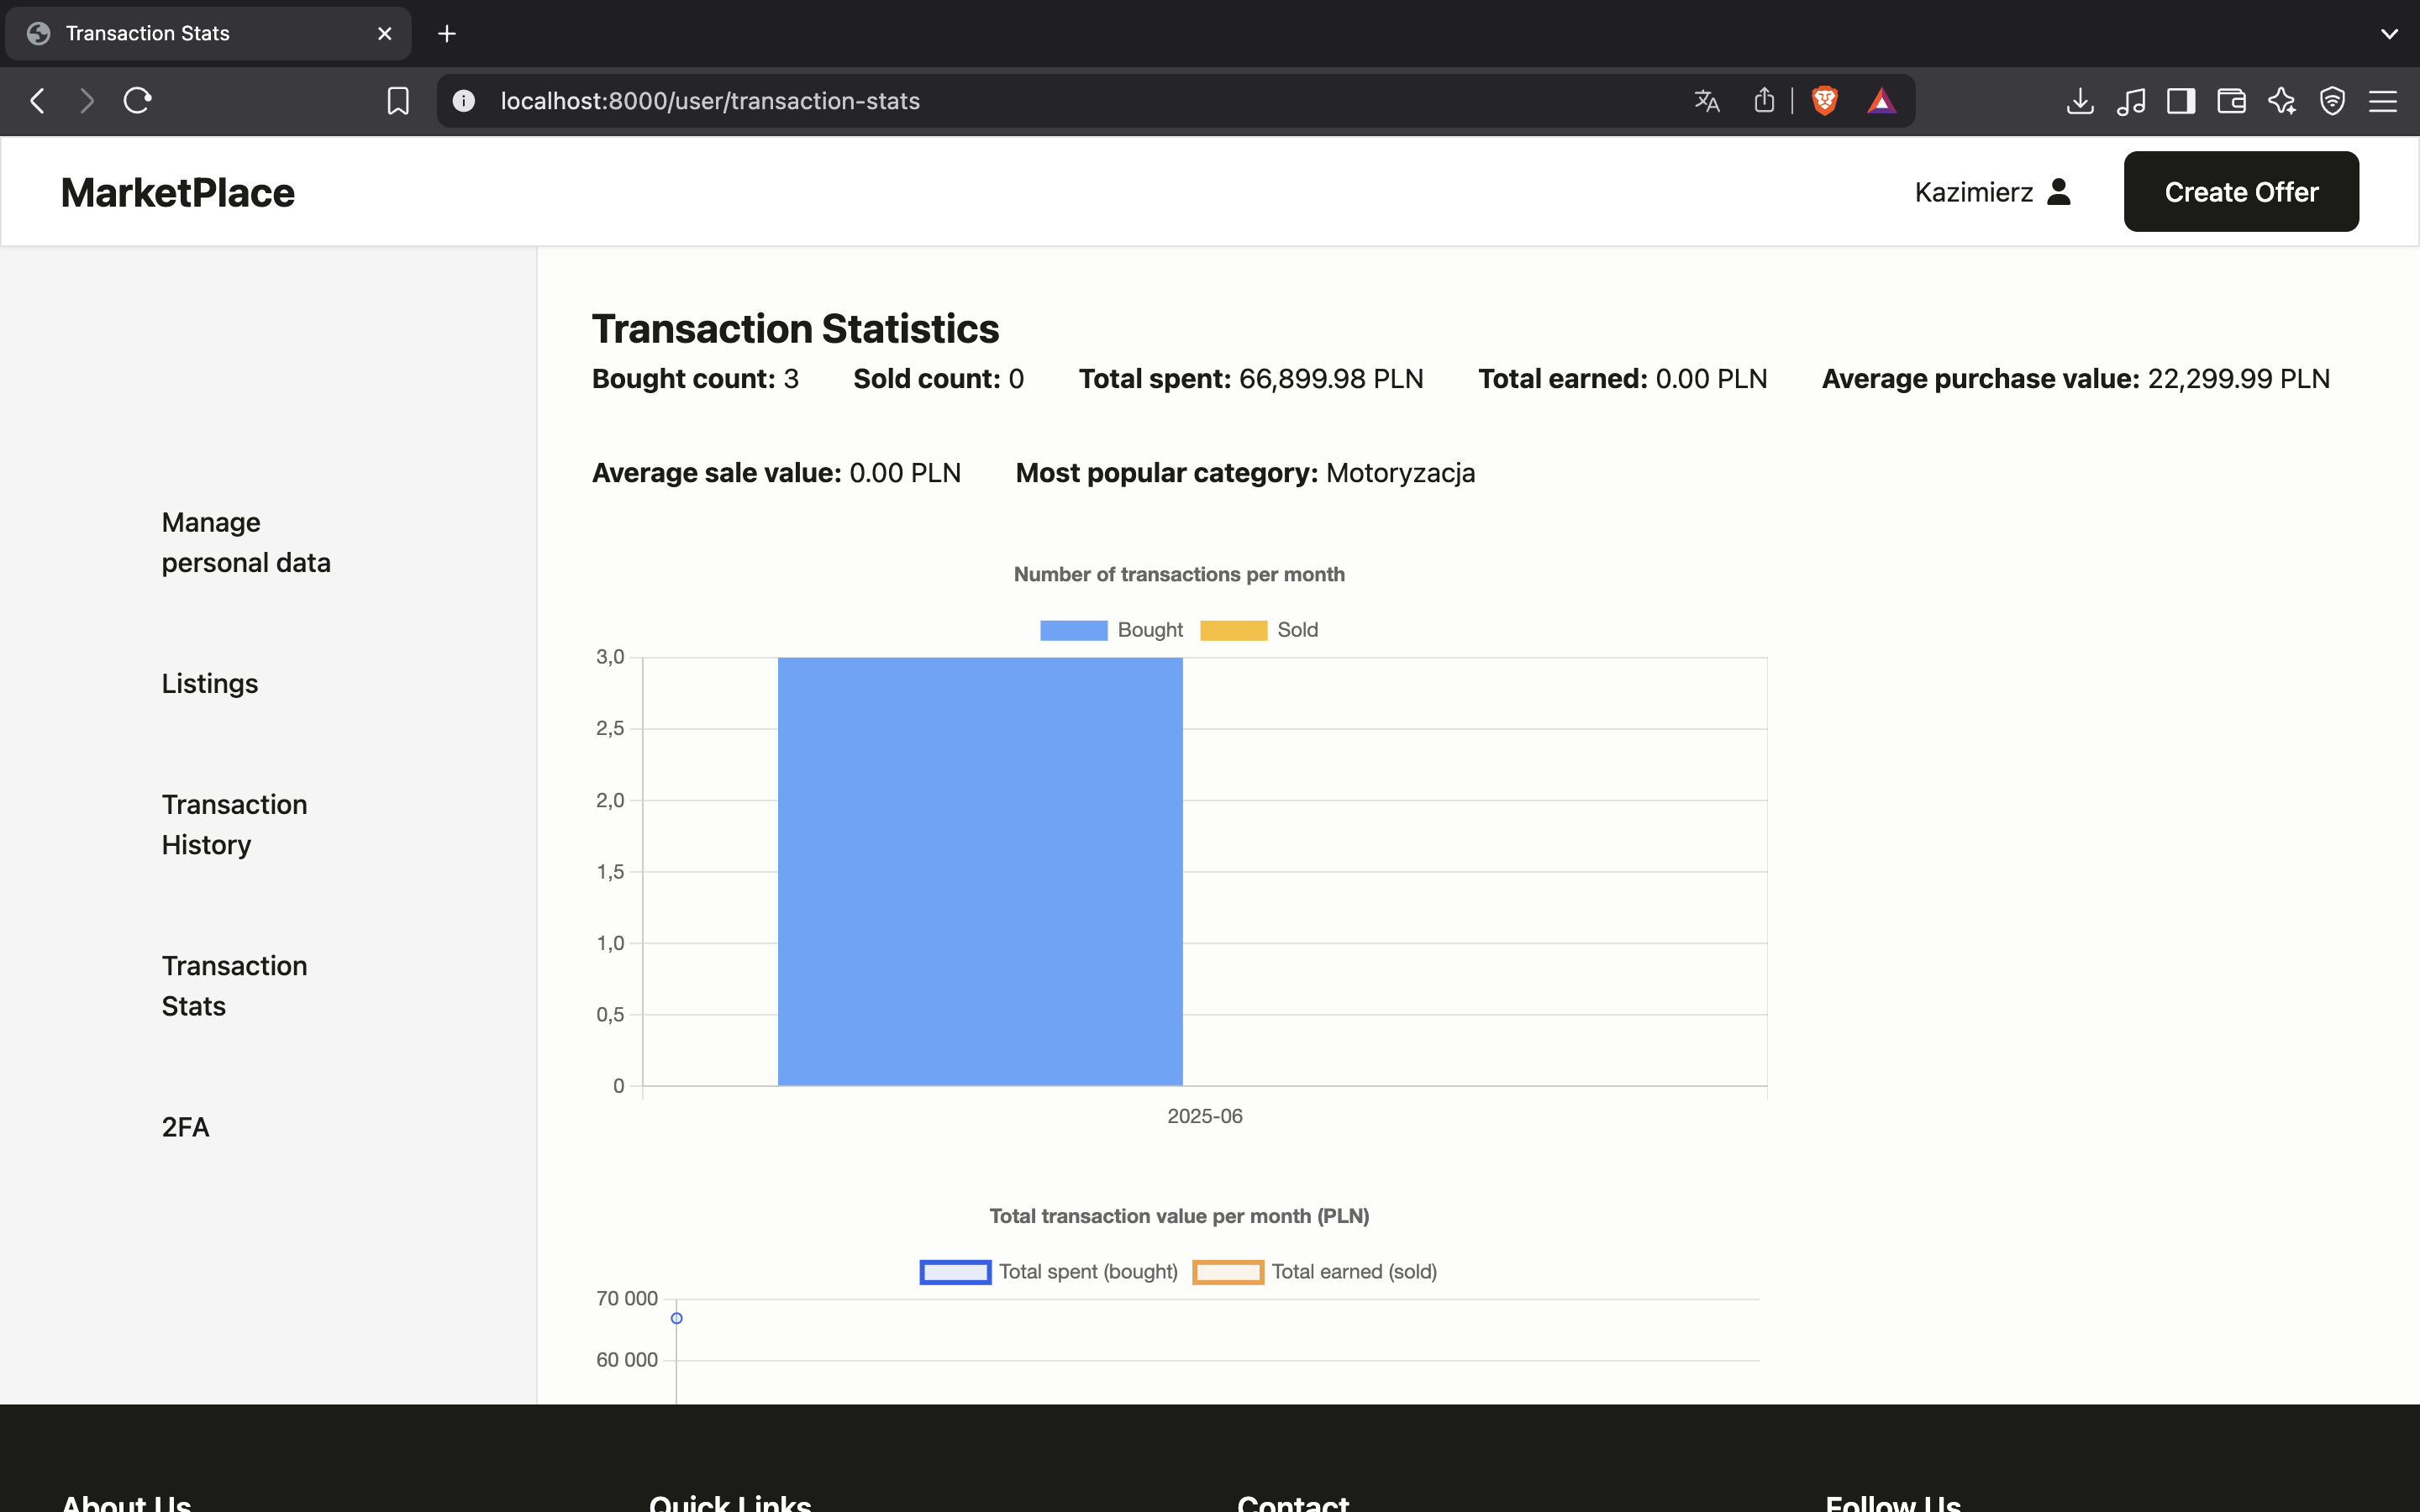 Transaction Stats
localhost:8000/user/transaction-stats
MarketPlace
Kazimierz
Create Offer
Manage
personal data
Listings
Transaction
History
Transaction
Stats
2FA
Transaction Statistics
Bought count: 3 Sold count: 0 Total spent: 66,899.98 PLN Total earned: 0.00 PLN Average purchase value: 22,299.99 PLN
Average sale value: 0.00 PLN Most popular category: Motoryzacja
Number of transactions per month
Bought Sold
3,0
2,5
2,0
1,5
1,0
0,5
0
2025-06
Total transaction value per month (PLN)
Total spent (bought) Total earned (sold)
70 000
60 000
About Us Quick Links Contact Follow Us